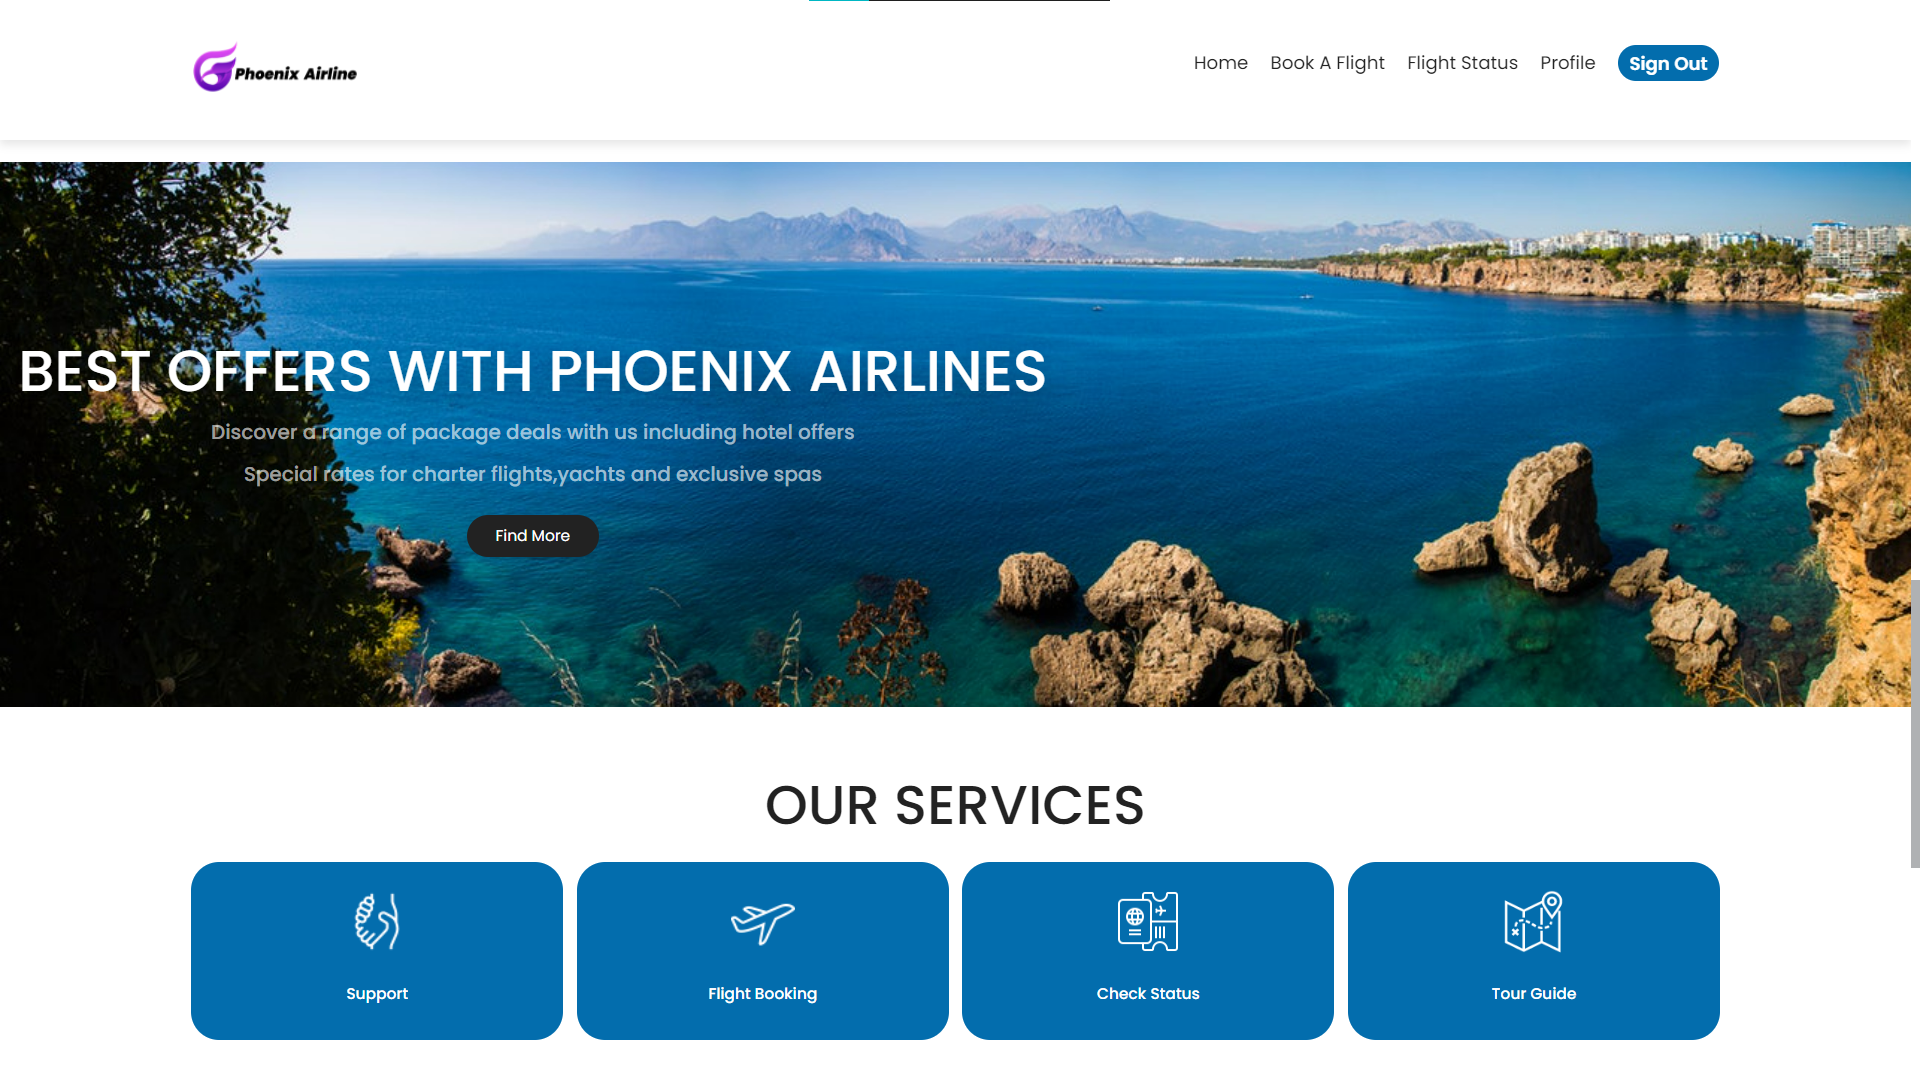 Phoenix Airline
Home Book A Flight Flight Status Profile Sign Out
BEST OFFERS WITH PHOENIX AIRLINES
Discover a range of package deals with us including hotel offers
Special rates for charter flights,yachts and exclusive spas
Find More
OUR SERVICES
Support Flight Booking Check Status Tour Guide